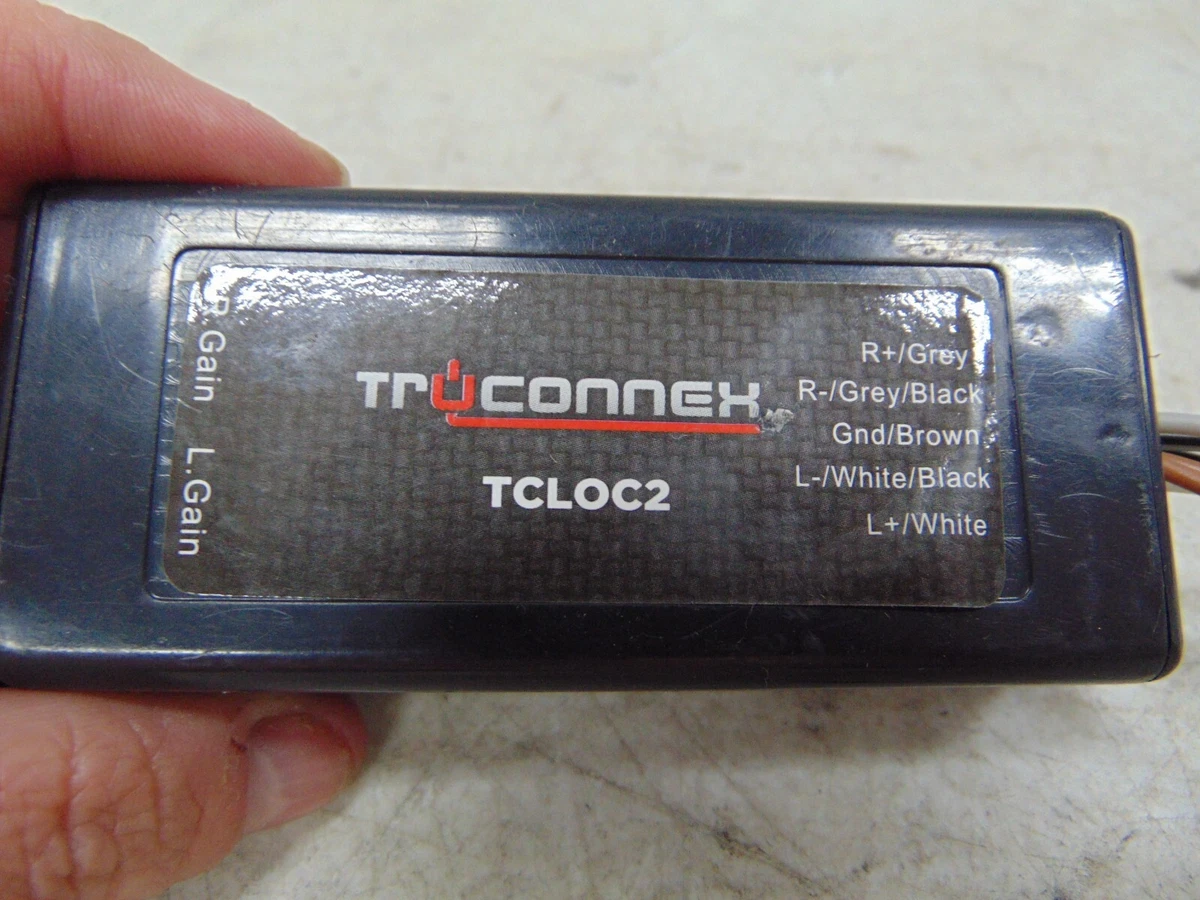 R.Gain
L.Gain
TRUCONNEX
TCLOC2
R+/Grey
R-/Grey/Black
Gnd/Brown
L-/White/Black
L+/White